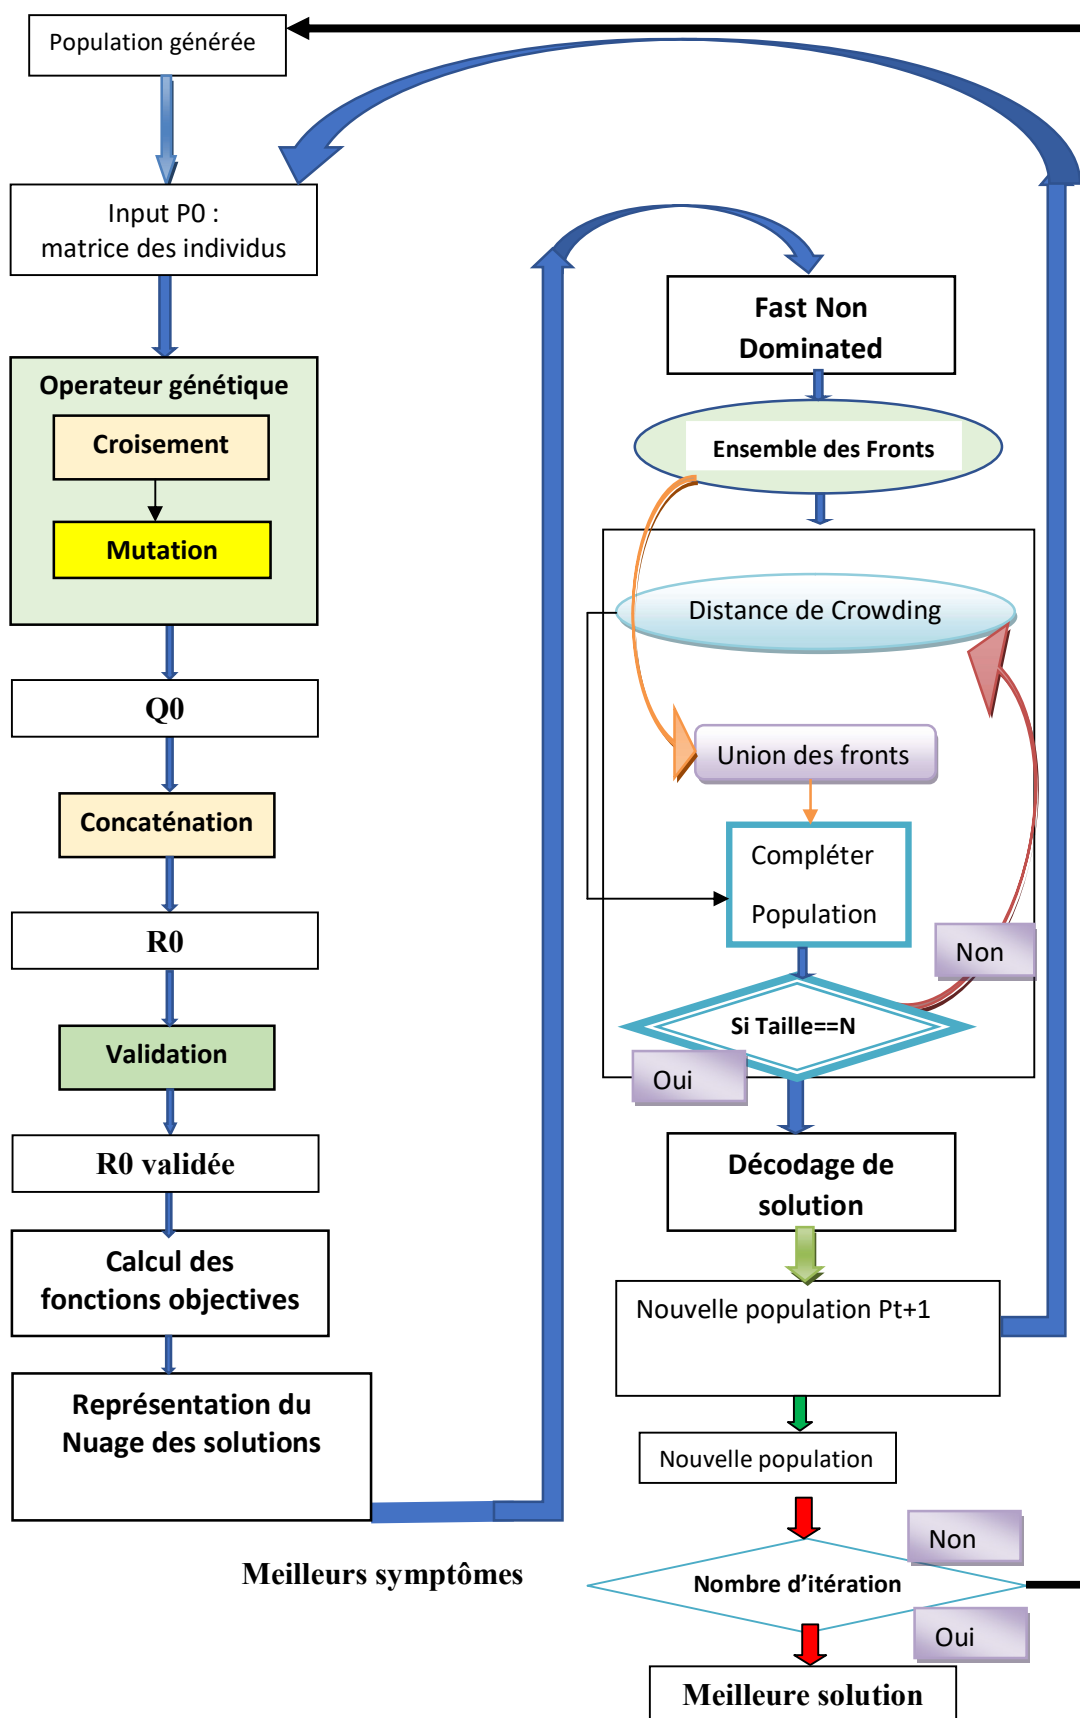 Population générée
Input P0 :
matrice des individus
Operateur génétique
Croisement
Mutation
Q0
Concaténation
R0
Validation
R0 validée
Calcul des
fonctions objectives
Représentation du
Nuage des solutions
Meilleurs symptômes
Fast Non
Dominated
Ensemble des Fronts
Distance de Crowding
Union des fronts
Compléter
Population
Non
Si Taille==N
Oui
Décodage de
solution
Nouvelle population Pt+1
Nouvelle population
Non
Nombre d’itération
Oui
Meilleure solution